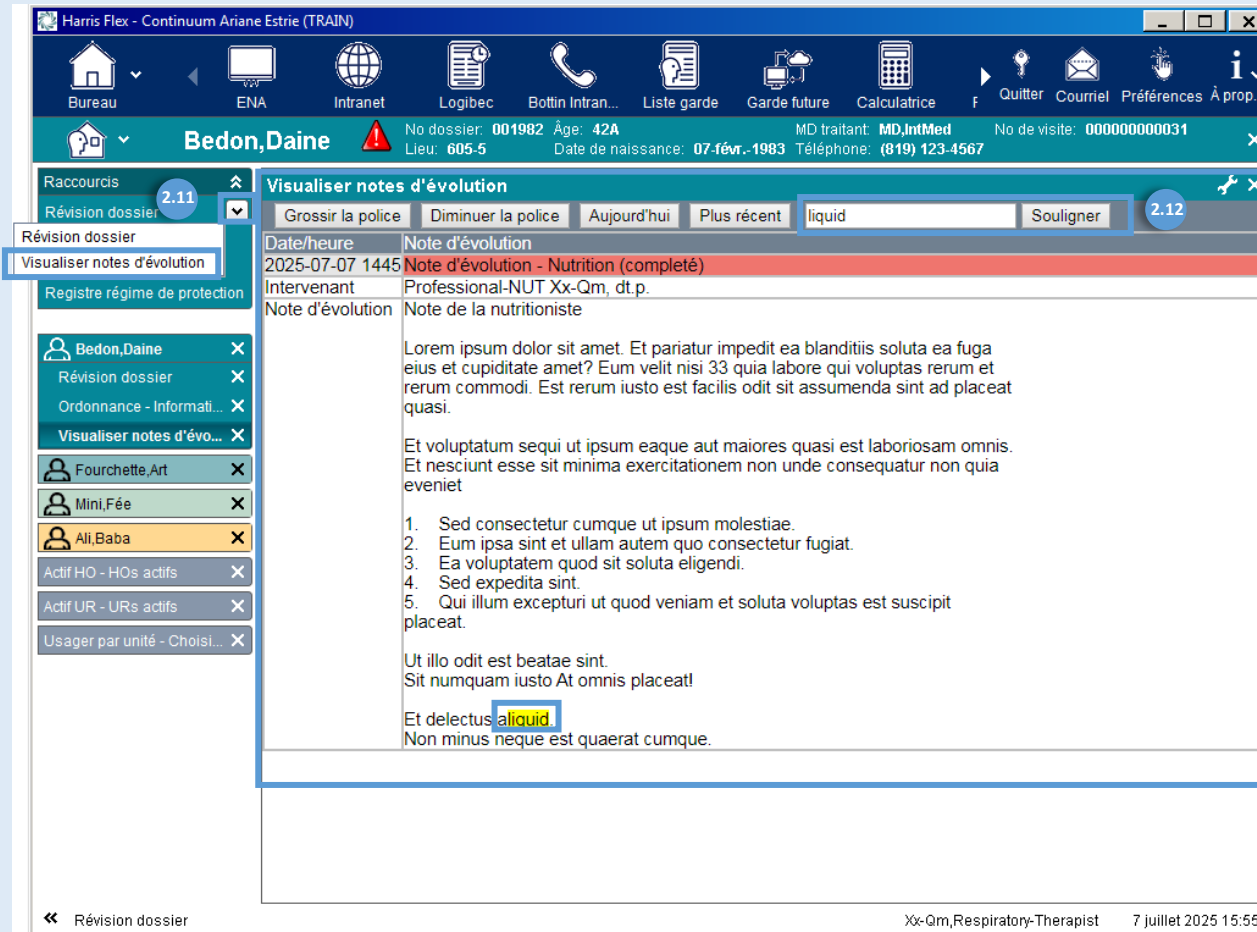 Harris Flex - Continuum Ariane Estrie (TRAIN)
Bureau ENA Intranet Logibec Bottin Intran... Liste garde Garde future Calculatrice F Quitter Courriel Préférences À prop.
Bedon,Daine No dossier: 001982 Âge: 42A MD traitant: MD,IntMed No de visite: 000000000031
Lieu: 605-5 Date de naissance: 07-févr.-1983 Téléphone: (819) 123-4567
Raccourcis
2.11
Révision dossier
Révision dossier
Visualiser notes d'évolution
Registre régime de protection
Bedon,Daine
Révision dossier
Ordonnance - Informati...
Visualiser notes d'évo...
Fourchette,Art
Mini,Fée
Ali,Baba
Actif HO - HOs actifs
Actif UR - URs actifs
Usager par unité - Choisi...
Visualiser notes d'évolution
Grossir la police Diminuer la police Aujourd'hui Plus récent liquid Souligner 2.12
Date/heure Note d'évolution
2025-07-07 1445 Note d'évolution - Nutrition (completé)
Intervenant Professional-NUT Xx-Qm, dt.p.
Note d'évolution Note de la nutritioniste
Lorem ipsum dolor sit amet. Et pariatur impedit ea blanditiis soluta ea fuga
eius et cupiditate amet? Eum velit nisi 33 quia labore qui voluptas rerum et
rerum commodi. Est rerum iusto est facilis odit sit assumenda sint ad placeat
quasi.
Et voluptatum sequi ut ipsum eaque aut maiores quasi est laboriosam omnis.
Et nesciunt esse sit minima exercitationem non unde consequatur non quia
eveniet
1. Sed consectetur cumque ut ipsum molestiae.
2. Eum ipsa sint et ullam autem quo consectetur fugiat.
3. Ea voluptatem quod sit soluta eligendi.
4. Sed expedita sint.
5. Qui illum excepturi ut quod veniam et soluta voluptas est suscipit
placeat.
Ut illo odit est beatae sint.
Sit numquam iusto At omnis placeat!
Et delectus aliquid.
Non minus neque est quaerat cumque.
Révision dossier Xx-Qm,Respiratory-Therapist 7 juillet 2025 15:55